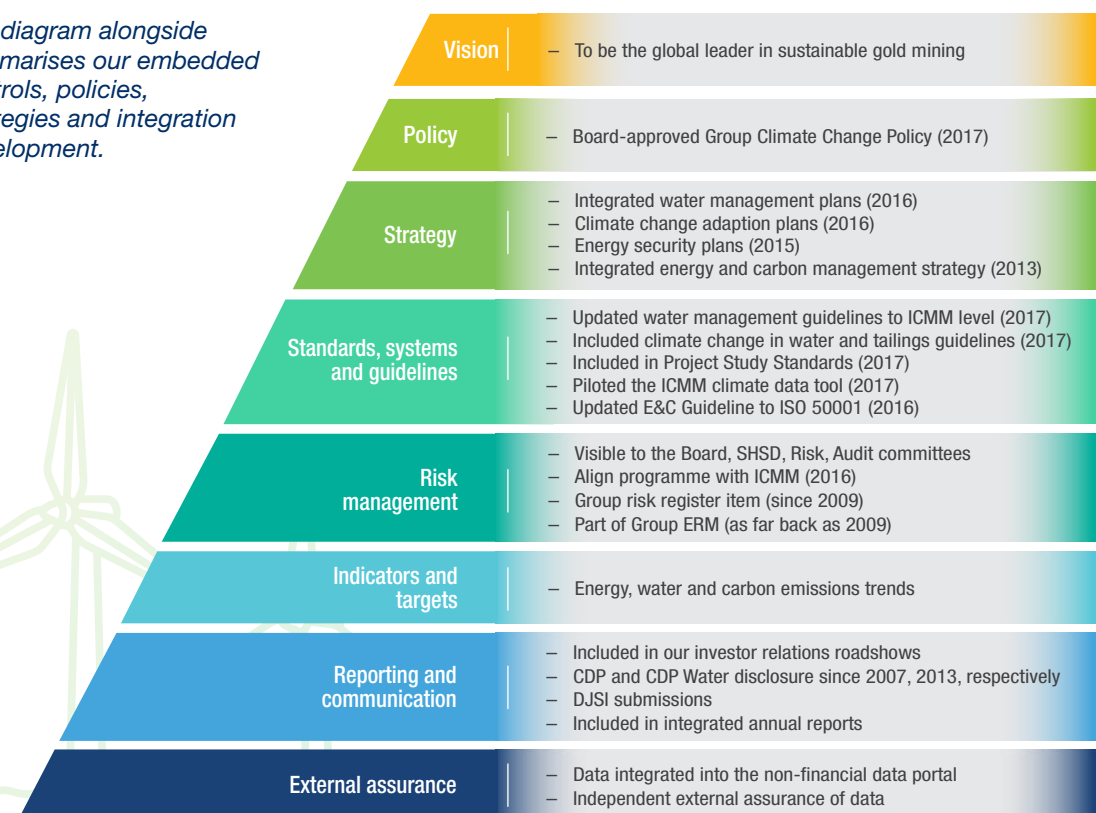 diagram alongside
marises our embedded
rols, policies,
tegies and integration
elopment.
Vision
– To be the global leader in sustainable gold mining
Policy
– Board-approved Group Climate Change Policy (2017)
Strategy
– Integrated water management plans (2016)
– Climate change adaption plans (2016)
– Energy security plans (2015)
– Integrated energy and carbon management strategy (2013)
Standards, systems
and guidelines
– Updated water management guidelines to ICMM level (2017)
– Included climate change in water and tailings guidelines (2017)
– Included in Project Study Standards (2017)
– Piloted the ICMM climate data tool (2017)
– Updated E&C Guideline to ISO 50001 (2016)
Risk
management
– Visible to the Board, SHSD, Risk, Audit committees
– Align programme with ICMM (2016)
– Group risk register item (since 2009)
– Part of Group ERM (as far back as 2009)
Indicators and
targets
– Energy, water and carbon emissions trends
Reporting and
communication
– Included in our investor relations roadshows
– CDP and CDP Water disclosure since 2007, 2013, respectively
– DJSI submissions
– Included in integrated annual reports
External assurance
– Data integrated into the non-financial data portal
– Independent external assurance of data